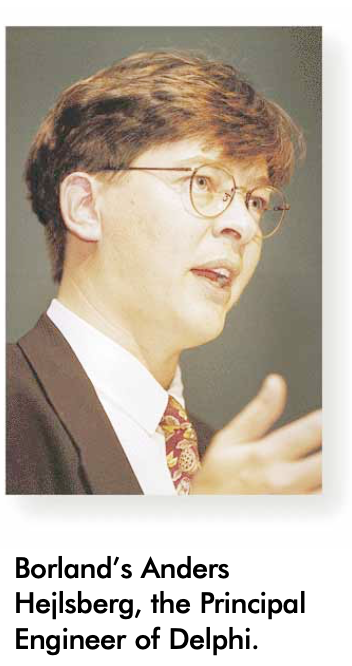 Borland's Anders
Hejlsberg, the Principal
Engineer of Delphi.